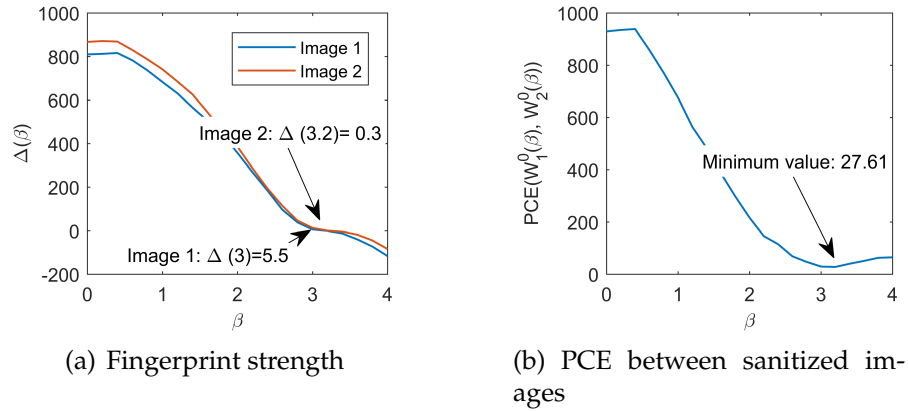 1000
800
600
400
200
0
-200
Δ(β)
0
1
2
3
4
β
Image 1
Image 2
Image 2: Δ (3.2)= 0.3
Image 1: Δ (3)=5.5
(a) Fingerprint strength
1000
800
600
400
200
0
PCE(W₁⁰(β), W₂⁰(β))
0
1
2
3
4
β
Minimum value: 27.61
(b) PCE between sanitized im-
ages